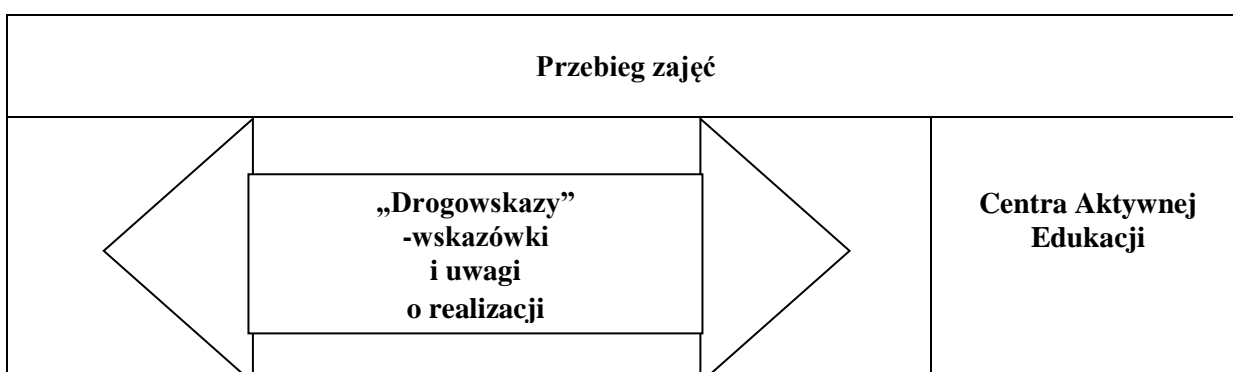 Przebieg zajęć
„Drogowskazy”
-wskazówki
i uwagi
o realizacji
Centra Aktywnej
Edukacji